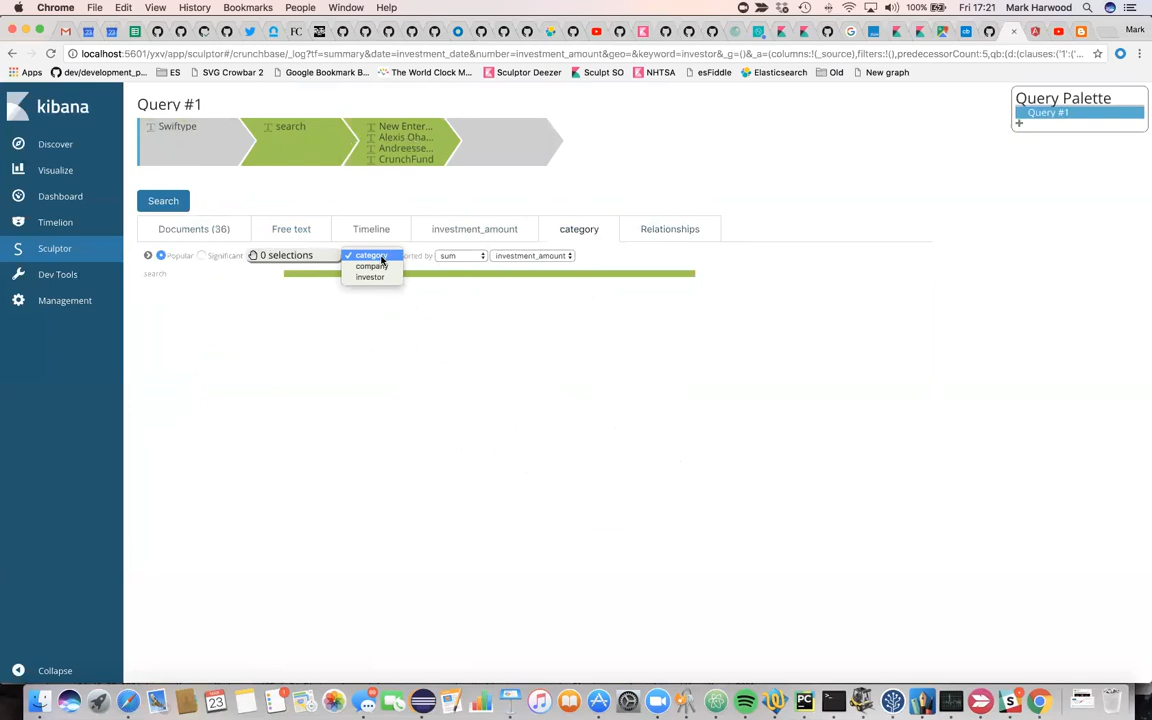 Chrome File Edit View History Bookmarks People Window Help 100% Fri 17:21 Mark Harwood
Mark
localhost:5601/yxv/app/sculptor#/crunchbase/_log?tf=summary&date=investment_date&number=investment_amount&geo=&keyword=investor&_g=()&_a=(columns:!(_source),filters:!(),predecessorCount:5,qb:(d:(clauses:('1':('...
Apps dev/development_p... ES SVG Crowbar 2 Google Bookmark B... The World Clock M... Sculptor Deezer Sculpt SO NHTSA esFiddle Elasticsearch Old New graph
kibana
Discover
Visualize
Dashboard
Timelion
Sculptor
Dev Tools
Management
Collapse
Query #1
Swiftype
search
New Enter...
Alexis Oha...
Andreesse...
CrunchFund
Query Palette
Query #1
+
Search
Documents (36) Free text Timeline investment_amount category Relationships
Popular Significant 0 selections category sorted by sum investment_amount
company
investor
search